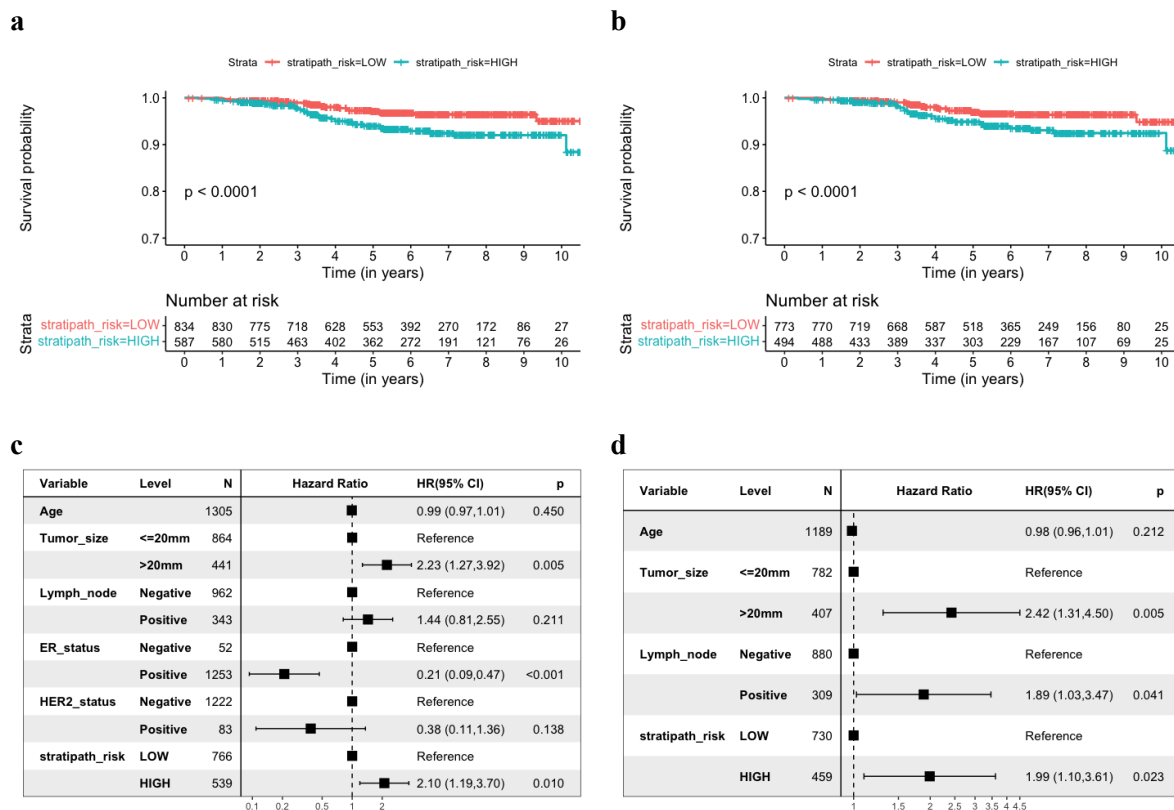 a
Strata stratipath_risk=LOW stratipath_risk=HIGH
Survival probability
1.0
0.9
0.8
0.7
p < 0.0001
0 1 2 3 4 5 6 7 8 9 10
Time (in years)
Number at risk
Strata
stratipath_risk=LOW 834 830 775 718 628 553 392 270 172 86 27
stratipath_risk=HIGH 587 580 515 463 402 362 272 191 121 76 26
0 1 2 3 4 5 6 7 8 9 10
Time (in years)
b
Strata stratipath_risk=LOW stratipath_risk=HIGH
Survival probability
1.0
0.9
0.8
0.7
p < 0.0001
0 1 2 3 4 5 6 7 8 9 10
Time (in years)
Number at risk
Strata
stratipath_risk=LOW 773 770 719 668 587 518 365 249 156 80 25
stratipath_risk=HIGH 494 488 433 389 337 303 229 167 107 69 25
0 1 2 3 4 5 6 7 8 9 10
Time (in years)
c
Variable Level N Hazard Ratio HR(95% CI) p
Age 1305 0.99 (0.97,1.01) 0.450
Tumor_size <=20mm 864 Reference
>20mm 441 2.23 (1.27,3.92) 0.005
Lymph_node Negative 962 Reference
Positive 343 1.44 (0.81,2.55) 0.211
ER_status Negative 52 Reference
Positive 1253 0.21 (0.09,0.47) <0.001
HER2_status Negative 1222 Reference
Positive 83 0.38 (0.11,1.36) 0.138
stratipath_risk LOW 766 Reference
HIGH 539 2.10 (1.19,3.70) 0.010
0.1 0.2 0.5 1 2
d
Variable Level N Hazard Ratio HR(95% CI) p
Age 1189 0.98 (0.96,1.01) 0.212
Tumor_size <=20mm 782 Reference
>20mm 407 2.42 (1.31,4.50) 0.005
Lymph_node Negative 880 Reference
Positive 309 1.89 (1.03,3.47) 0.041
stratipath_risk LOW 730 Reference
HIGH 459 1.99 (1.10,3.61) 0.023
1 1.5 2 2.5 3 3.5 4 4.5